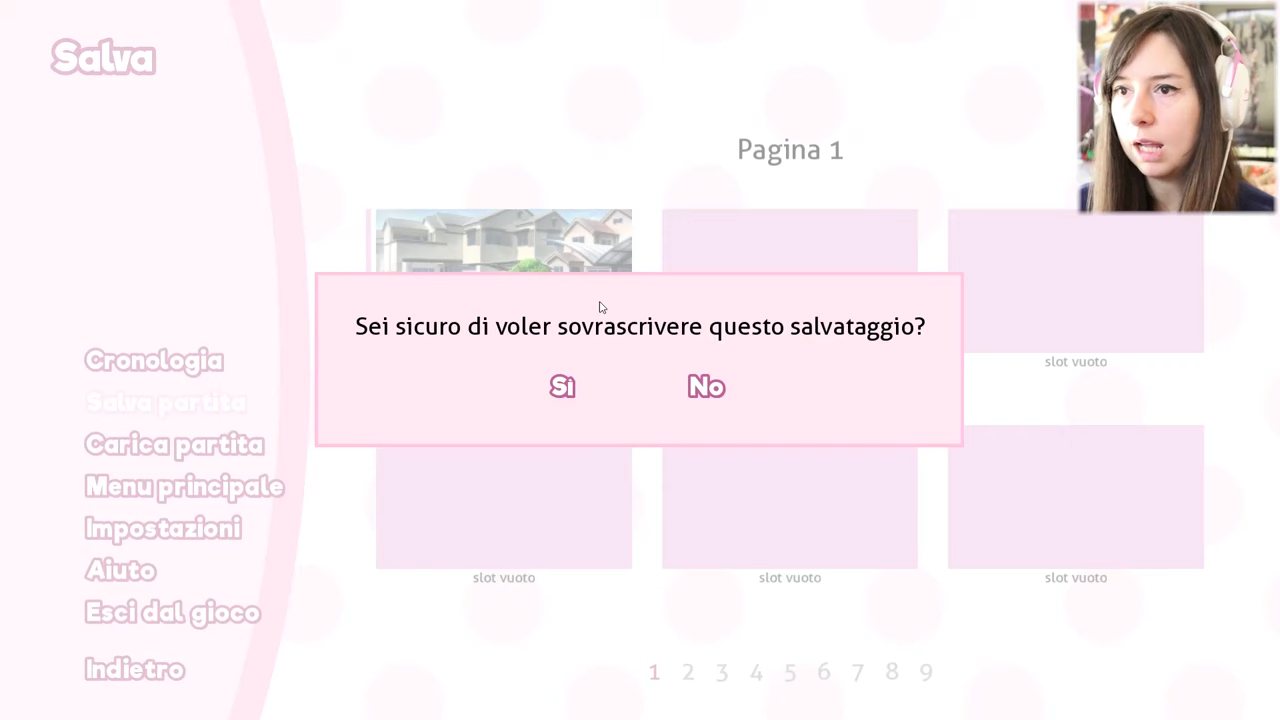 Salva
Pagina 1
Sei sicuro di voler sovrascrivere questo salvataggio?
Sì No
Cronologia
Salva partita
Carica partita
Menu principale
Impostazioni
Aiuto
Esci dal gioco
Indietro
slot vuoto
slot vuoto slot vuoto slot vuoto
1 2 3 4 5 6 7 8 9